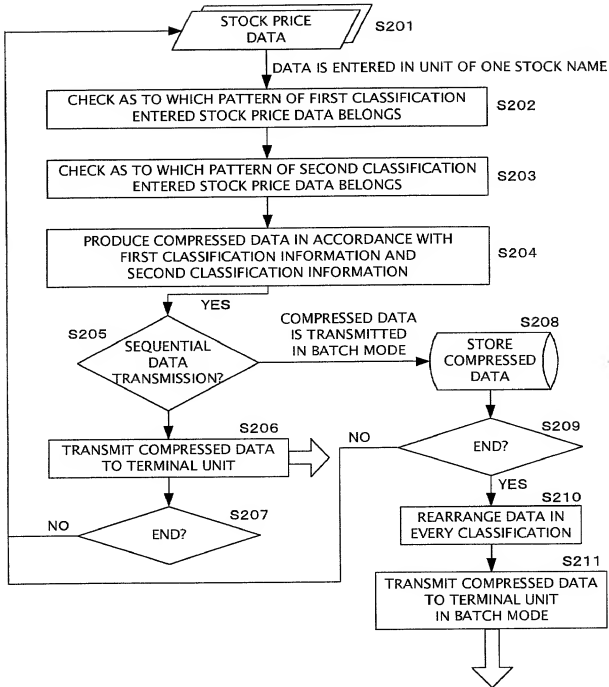 STOCK PRICE
DATA
S201
DATA IS ENTERED IN UNIT OF ONE STOCK NAME
CHECK AS TO WHICH PATTERN OF FIRST CLASSIFICATION
ENTERED STOCK PRICE DATA BELONGS
S202
CHECK AS TO WHICH PATTERN OF SECOND CLASSIFICATION
ENTERED STOCK PRICE DATA BELONGS
S203
PRODUCE COMPRESSED DATA IN ACCORDANCE WITH
FIRST CLASSIFICATION INFORMATION AND
SECOND CLASSIFICATION INFORMATION
S204
YES
S205
SEQUENTIAL
DATA
TRANSMISSION?
COMPRESSED DATA
IS TRANSMITTED
IN BATCH MODE
S208
STORE
COMPRESSED
DATA
S206
TRANSMIT COMPRESSED DATA
TO TERMINAL UNIT
S209
NO
END?
YES
S207
NO
END?
S210
REARRANGE DATA IN
EVERY CLASSIFICATION
S211
TRANSMIT COMPRESSED DATA
TO TERMINAL UNIT
IN BATCH MODE